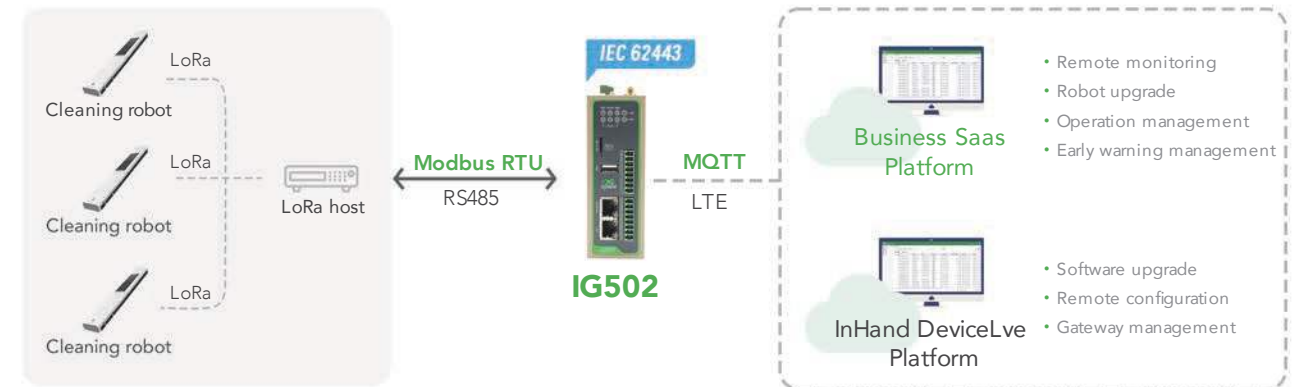 LoRa
Cleaning robot
LoRa
Cleaning robot
LoRa
Cleaning robot
LoRa host
Modbus RTU
RS485
IEC 62443
IG502
MQTT
LTE
Business Saas
Platform
• Remote monitoring
• Robot upgrade
• Operation management
• Early warning management
InHand DeviceLve
Platform
• Software upgrade
• Remote configuration
• Gateway management